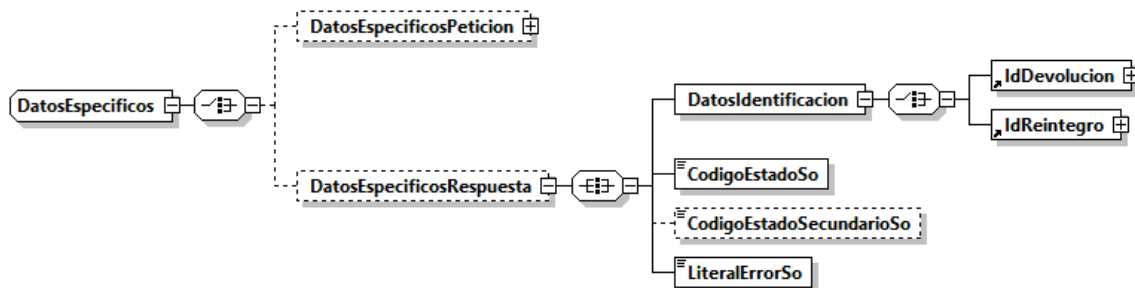 DatosEspecificosPeticion
DatosEspecificos
DatosEspecificosRespuesta
DatosIdentificacion
IdDevolucion
IdReintegro
CodigoEstadoSo
CodigoEstadoSecundarioSo
LiteralErrorSo